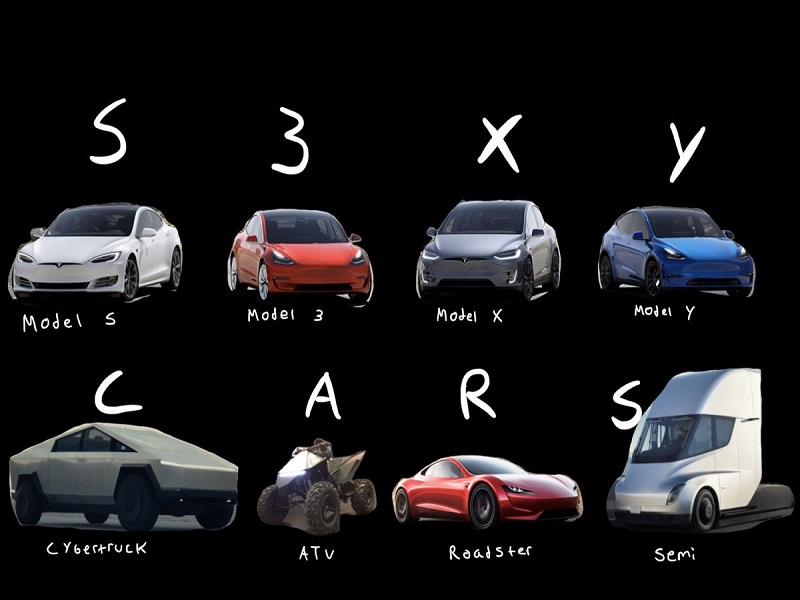 S 3 X Y
Model S Model 3 Model X Model Y
C A R S
Cybertruck ATV Roadster Semi